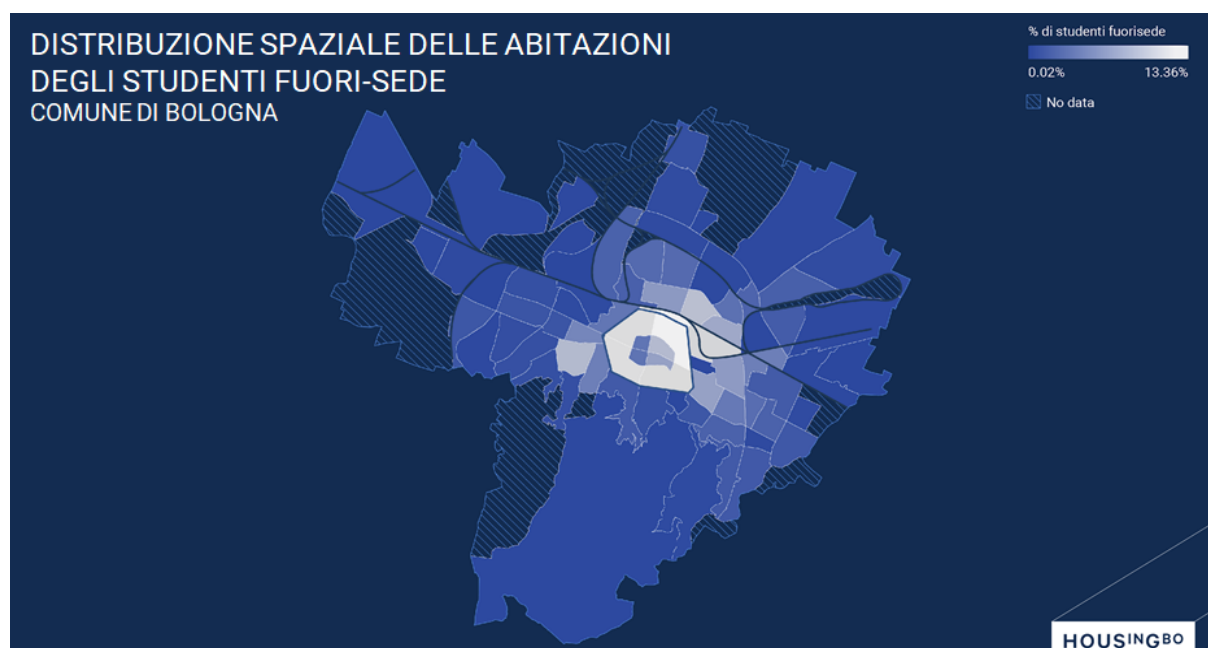 DISTRIBUZIONE SPAZIALE DELLE ABITAZIONI
DEGLI STUDENTI FUORI-SEDE
COMUNE DI BOLOGNA
% di studenti fuorisede
0.02% 13.36%
No data
HOUSINGBO